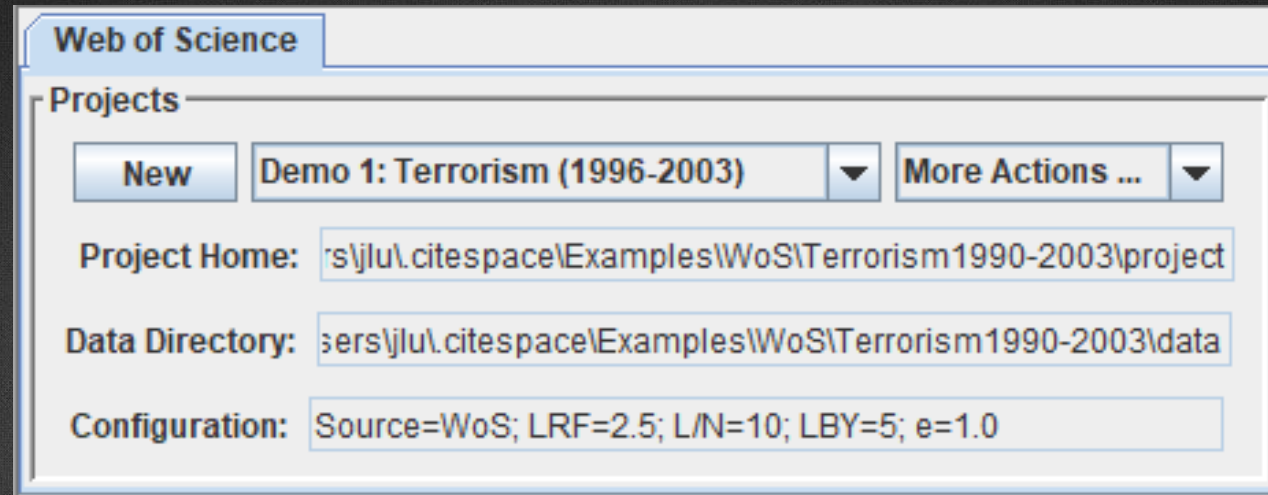 Web of Science
Projects
New Demo 1: Terrorism (1996-2003) More Actions ...
Project Home: rs\jlu\.citespace\Examples\WoS\Terrorism1990-2003\project
Data Directory: sers\jlu\.citespace\Examples\WoS\Terrorism1990-2003\data
Configuration: Source=WoS; LRF=2.5; L/N=10; LBY=5; e=1.0